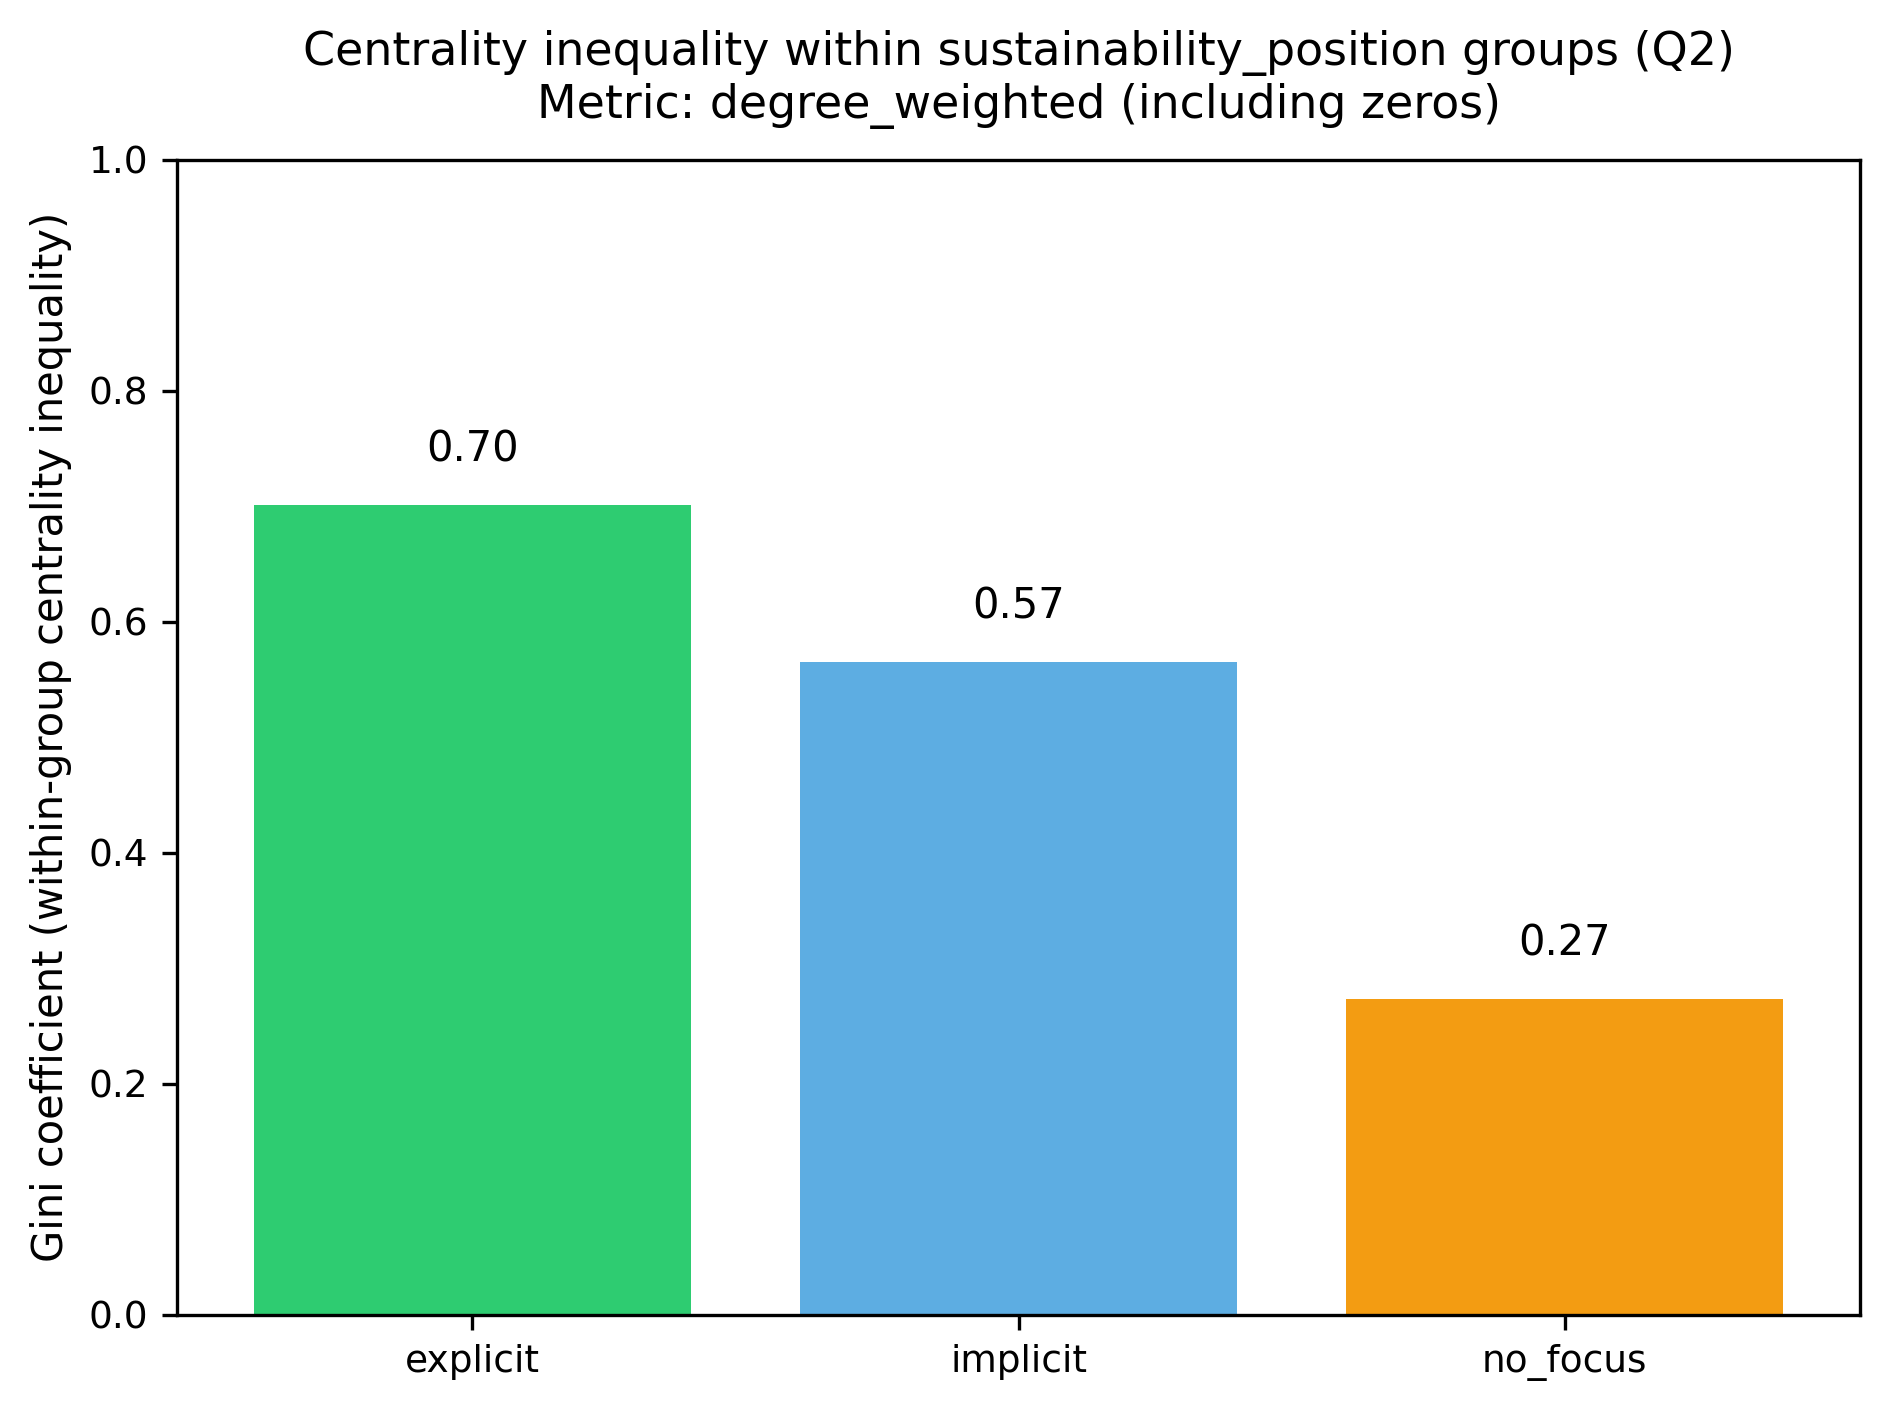 Centrality inequality within sustainability_position groups (Q2)
Metric: degree_weighted (including zeros)
Gini coefficient (within-group centrality inequality)
1.0
0.8
0.6
0.4
0.2
0.0
0.70
0.57
0.27
explicit
implicit
no_focus